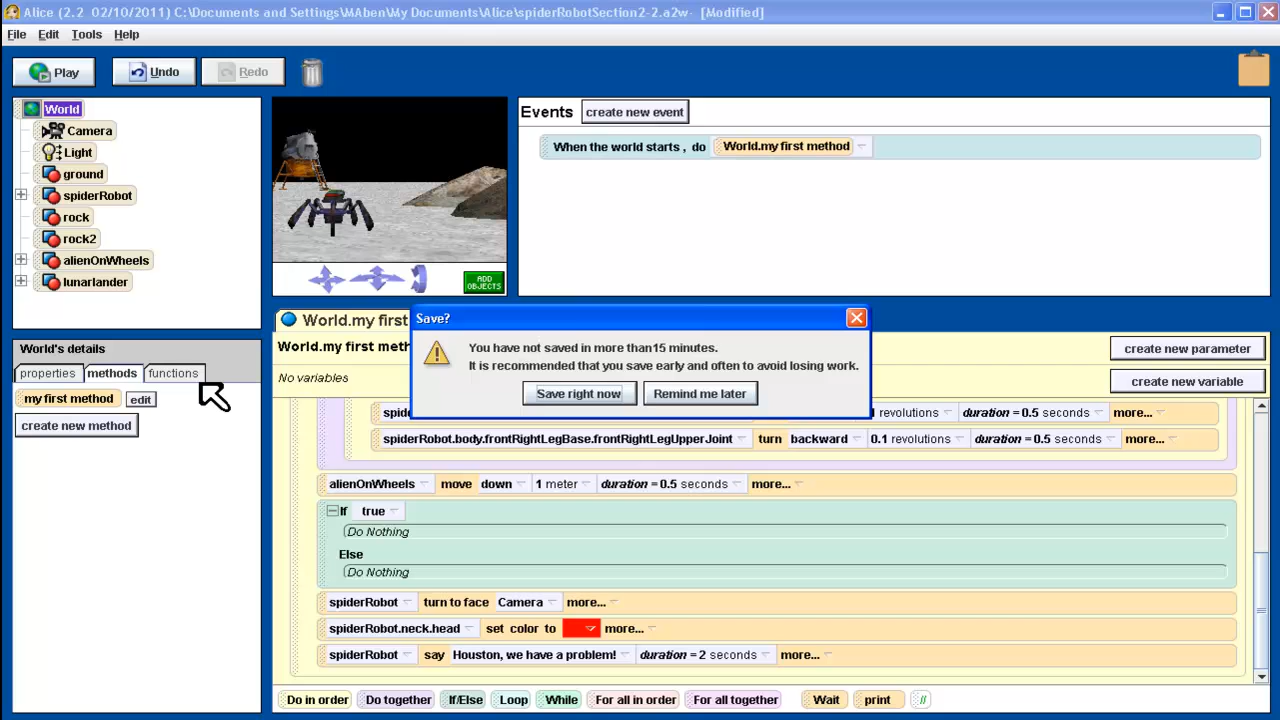 Alice (2.2 02/10/2011) C:\Documents and Settings\MAben\My Documents\Alice\spiderRobotSection2-2.a2w- [Modified]
File Edit Tools Help
Play Undo Redo
World
Camera
Light
ground
spiderRobot
rock
rock2
alienOnWheels
lunarlander
ADD
OBJECTS
Events create new event
When the world starts , do World.my first method
World's details
properties methods functions
my first method edit
create new method
World.my first
World.my first meth
No variables
create new parameter
create new variable
Save?
You have not saved in more than15 minutes.
It is recommended that you save early and often to avoid losing work.
Save right now Remind me later
revolutions duration = 0.5 seconds more...
spiderRobot.body.frontRightLegBase.frontRightLegUpperJoint turn backward 0.1 revolutions duration = 0.5 seconds more...
alienOnWheels move down 1 meter duration = 0.5 seconds more...
If true
Do Nothing
Else
Do Nothing
spiderRobot turn to face Camera more...
spiderRobot.neck.head set color to more...
spiderRobot say Houston, we have a problem! duration = 2 seconds more...
Do in order Do together If/Else Loop While For all in order For all together Wait print //